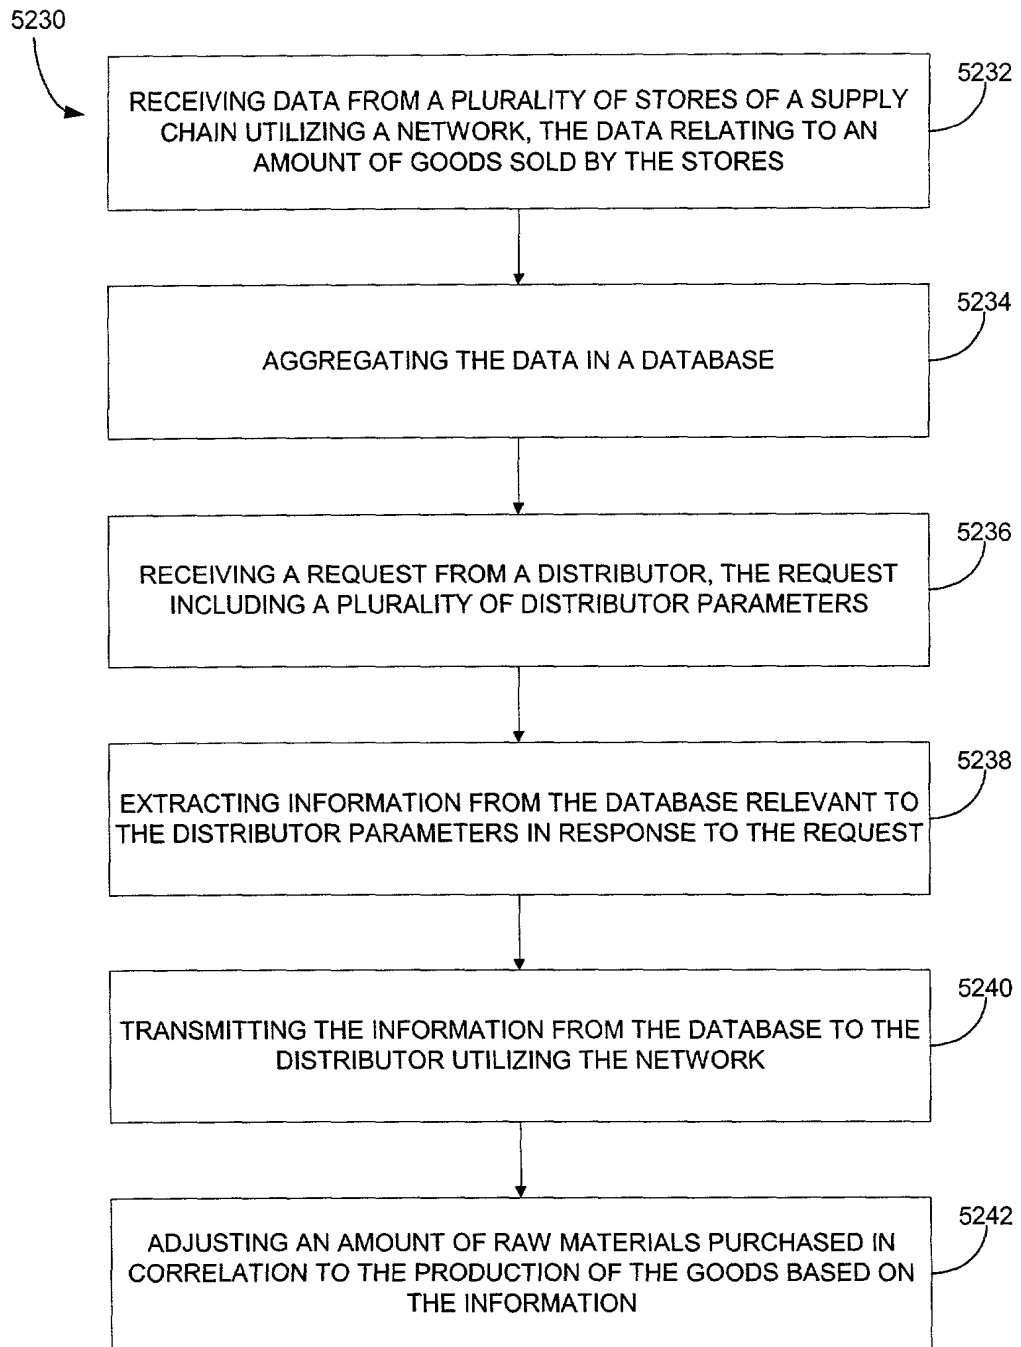 5230
5232
RECEIVING DATA FROM A PLURALITY OF STORES OF A SUPPLY
CHAIN UTILIZING A NETWORK, THE DATA RELATING TO AN
AMOUNT OF GOODS SOLD BY THE STORES
5234
AGGREGATING THE DATA IN A DATABASE
5236
RECEIVING A REQUEST FROM A DISTRIBUTOR, THE REQUEST
INCLUDING A PLURALITY OF DISTRIBUTOR PARAMETERS
5238
EXTRACTING INFORMATION FROM THE DATABASE RELEVANT TO
THE DISTRIBUTOR PARAMETERS IN RESPONSE TO THE REQUEST
5240
TRANSMITTING THE INFORMATION FROM THE DATABASE TO THE
DISTRIBUTOR UTILIZING THE NETWORK
5242
ADJUSTING AN AMOUNT OF RAW MATERIALS PURCHASED IN
CORRELATION TO THE PRODUCTION OF THE GOODS BASED ON
THE INFORMATION